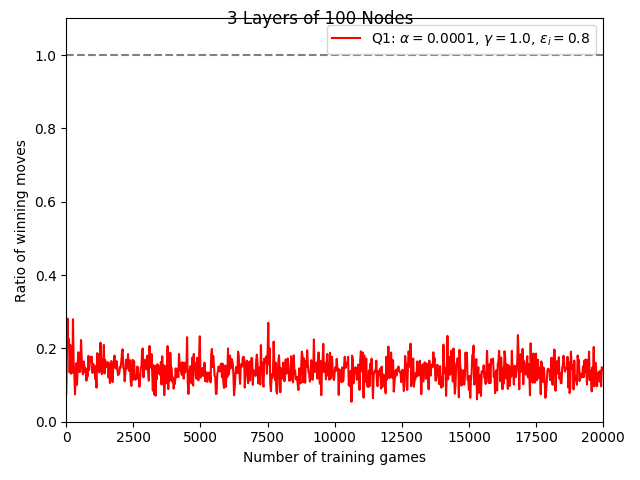 3 Layers of 100 Nodes
Q1: α = 0.0001, γ = 1.0, εᵢ = 0.8
Ratio of winning moves
1.0
0.8
0.6
0.4
0.2
0.0
0 2500 5000 7500 10000 12500 15000 17500 20000
Number of training games